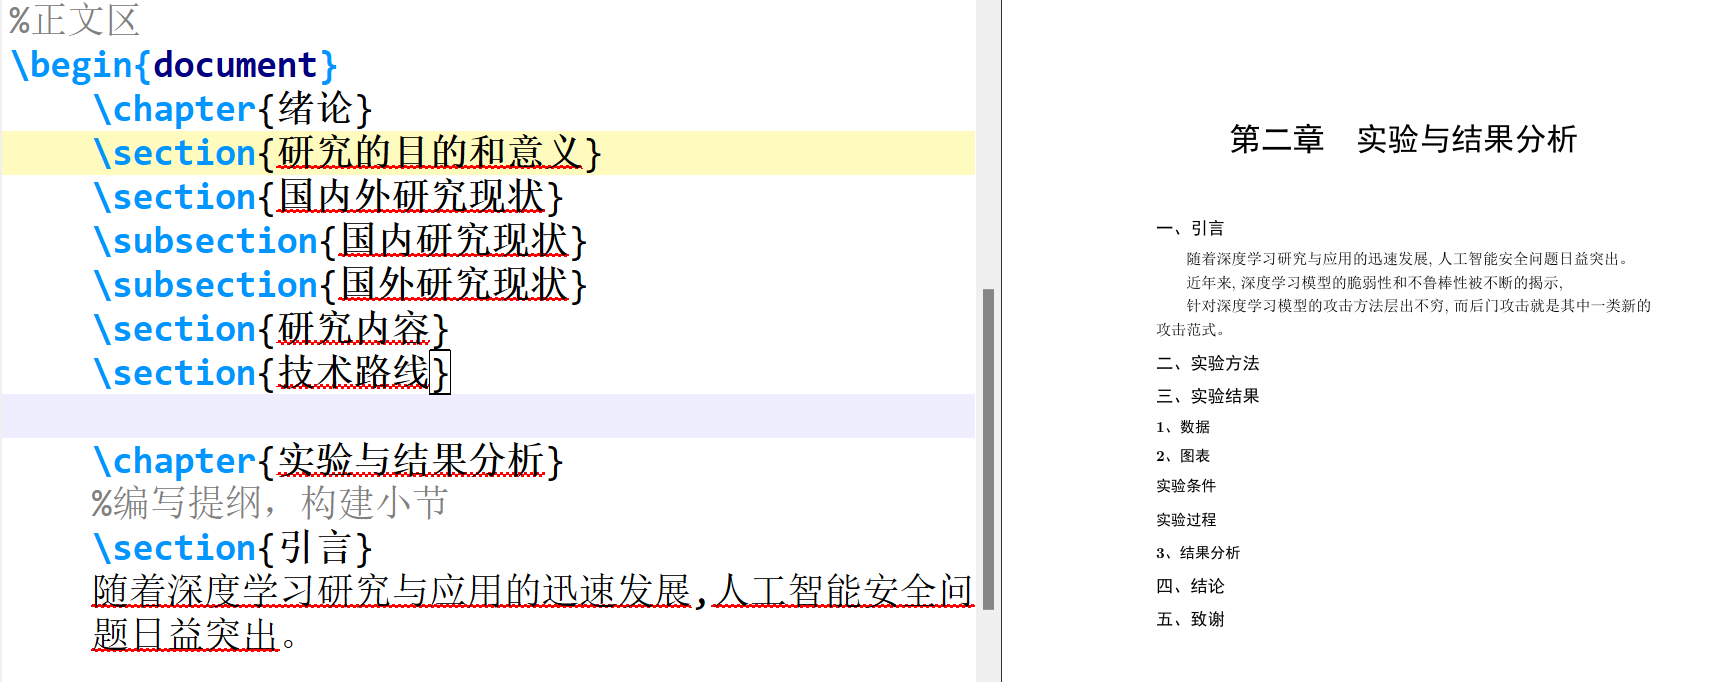 %正文区
\begin{document}
\chapter{绪论}
\section{研究的目的和意义}
\section{国内外研究现状}
\subsection{国内研究现状}
\subsection{国外研究现状}
\section{研究内容}
\section{技术路线}
\chapter{实验与结果分析}
%编写提纲，构建小节
\section{引言}
随着深度学习研究与应用的迅速发展,人工智能安全问
题日益突出。
第二章 实验与结果分析
一、引言
随着深度学习研究与应用的迅速发展, 人工智能安全问题日益突出。
近年来, 深度学习模型的脆弱性和不鲁棒性被不断的揭示,
针对深度学习模型的攻击方法层出不穷, 而后门攻击就是其中一类新的
攻击范式。
二、实验方法
三、实验结果
1、数据
2、图表
实验条件
实验过程
3、结果分析
四、结论
五、致谢